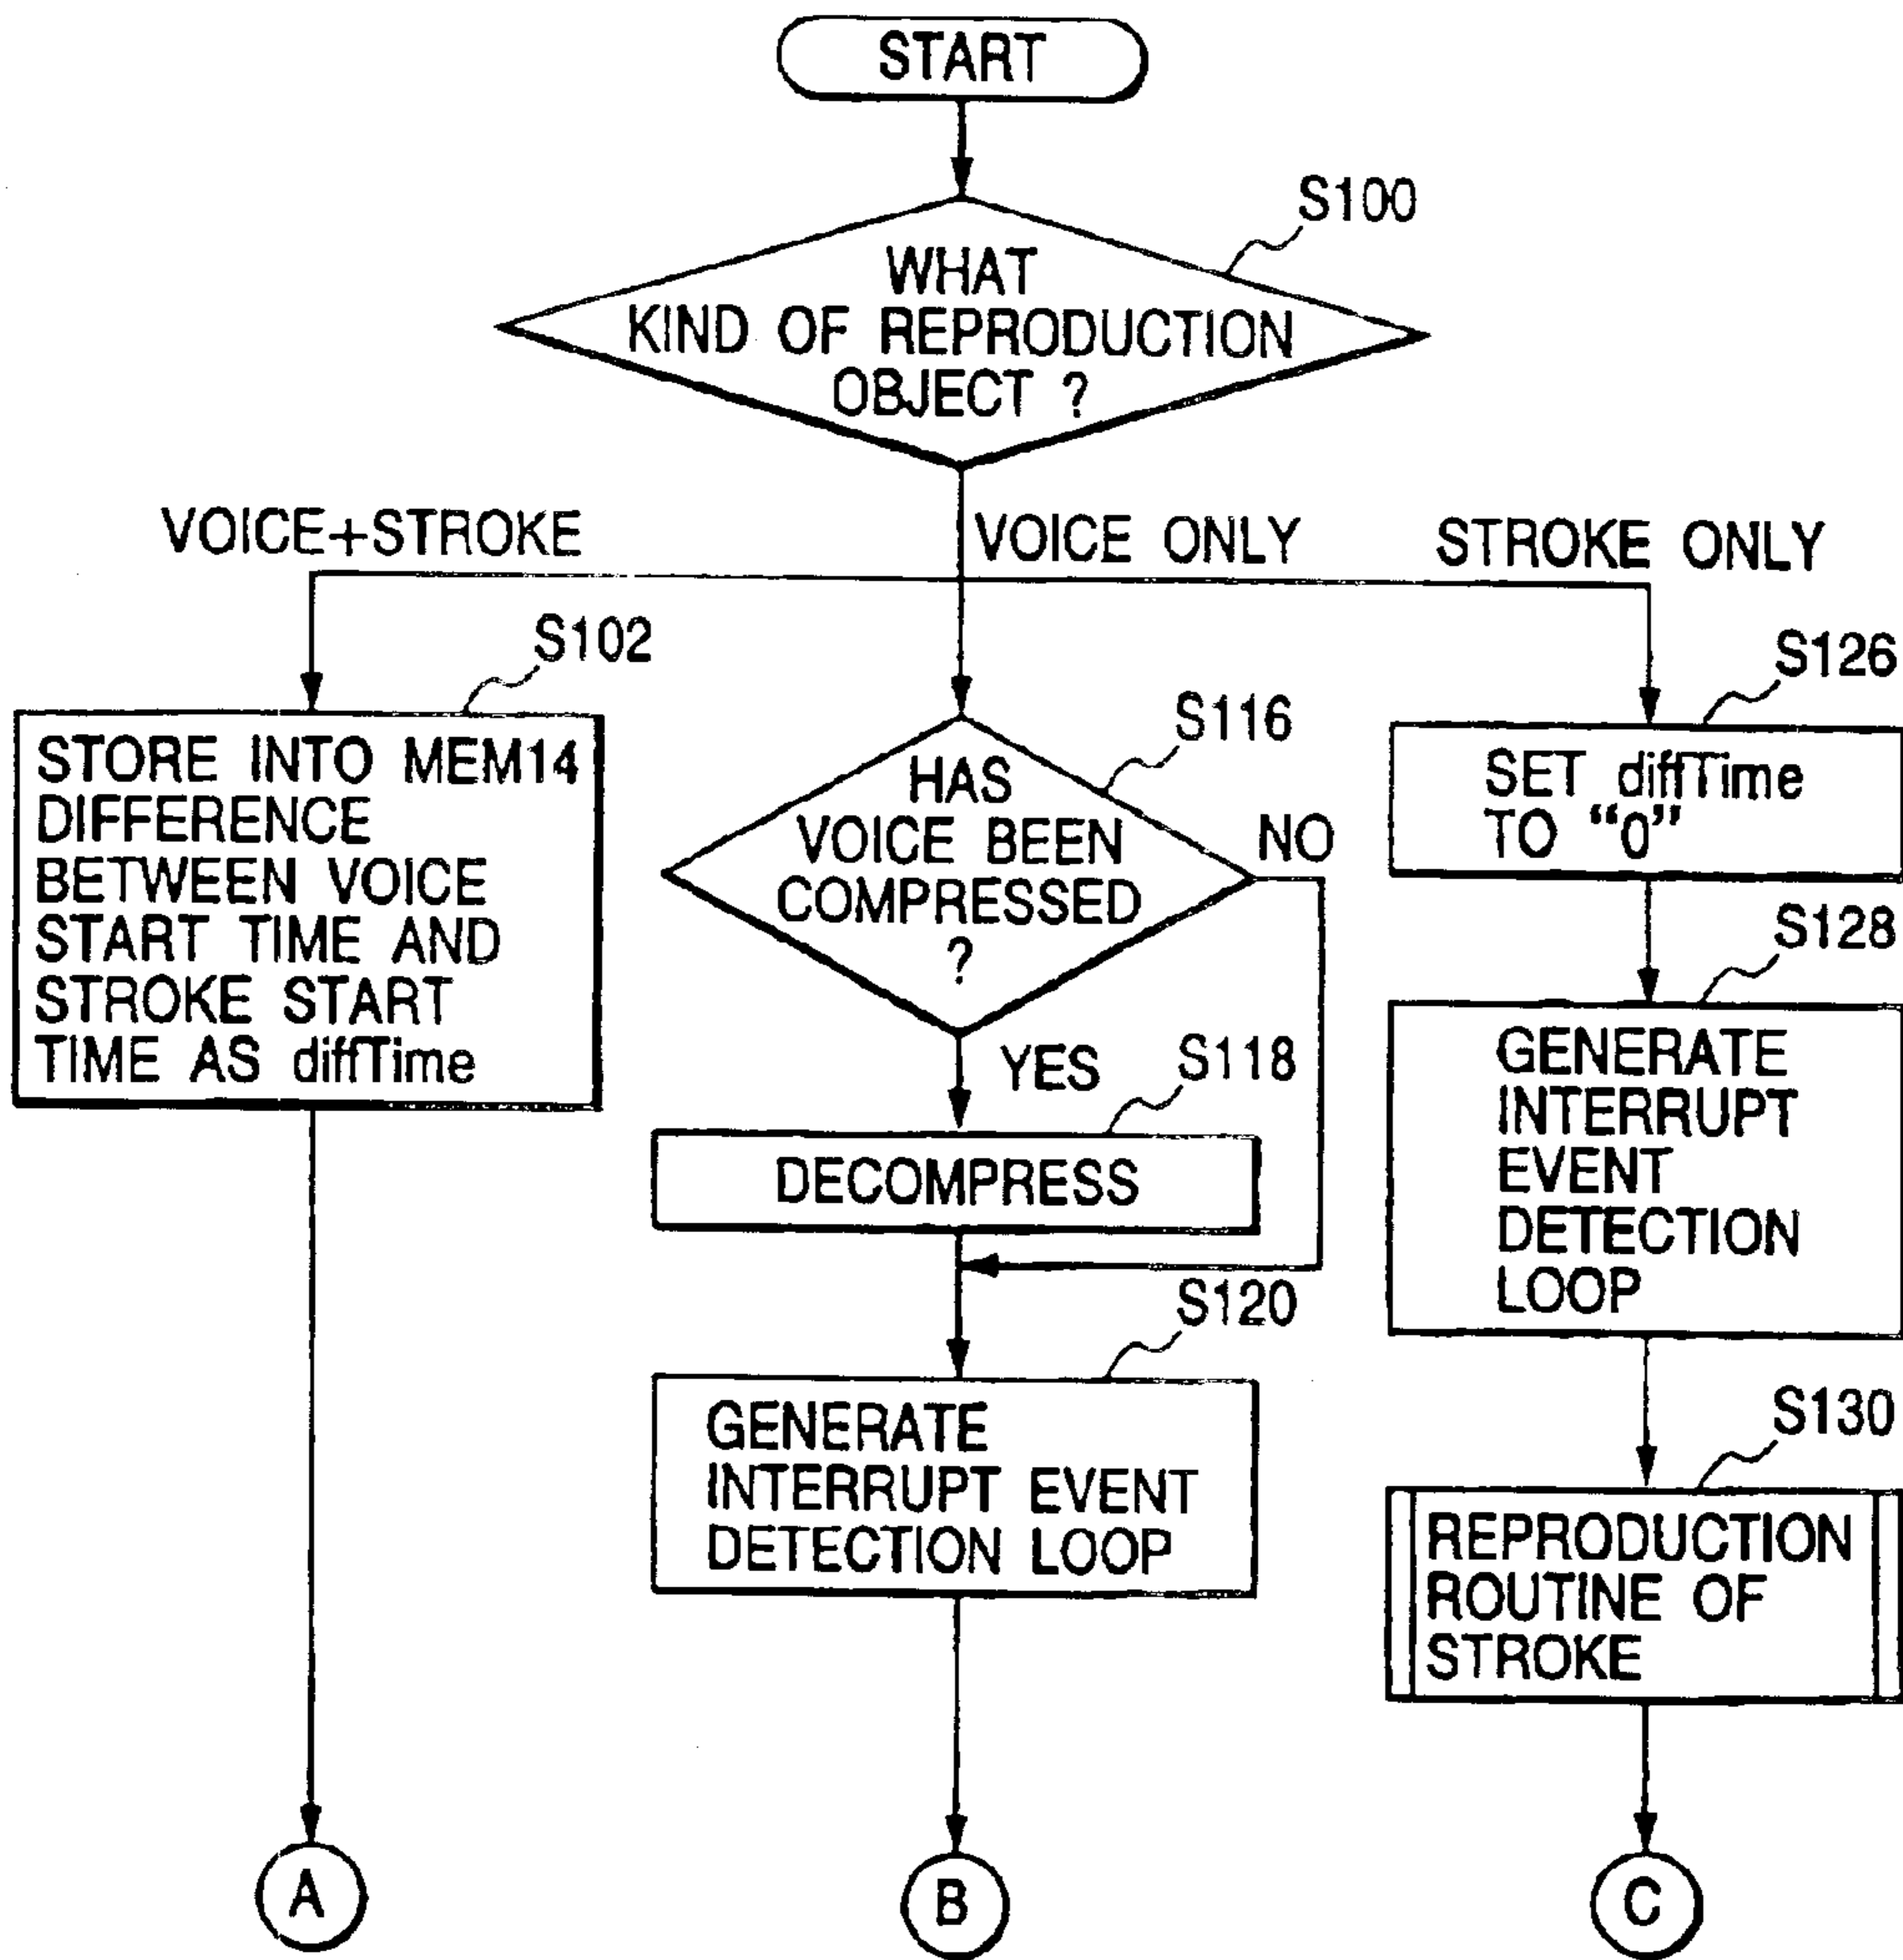 START
S100
WHAT
KIND OF REPRODUCTION
OBJECT ?
VOICE+STROKE
VOICE ONLY
STROKE ONLY
S102
STORE INTO MEM14
DIFFERENCE
BETWEEN VOICE
START TIME AND
STROKE START
TIME AS diffTime
A
S116
HAS
VOICE BEEN
COMPRESSED
?
NO
YES
S118
DECOMPRESS
S120
GENERATE
INTERRUPT EVENT
DETECTION LOOP
B
S126
SET diffTime
TO “0”
S128
GENERATE
INTERRUPT
EVENT
DETECTION
LOOP
S130
REPRODUCTION
ROUTINE OF
STROKE
C